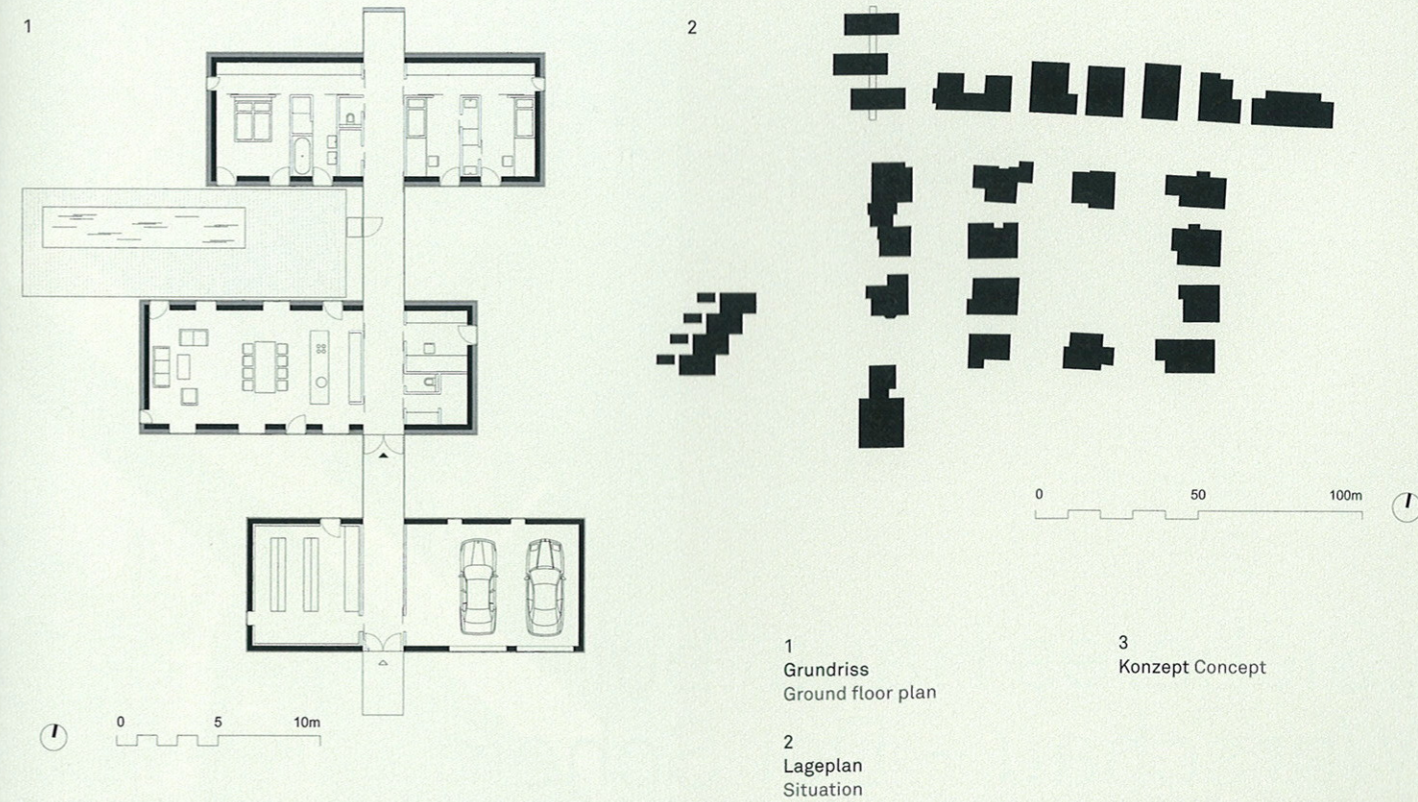 1
0 5 10m
2
0 50 100m
1
Grundriss
Ground floor plan
2
Lageplan
Situation
3
Konzept Concept